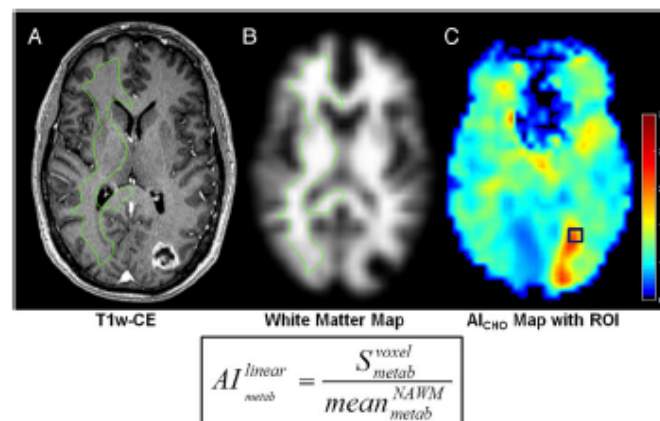 A B C
T1w-CE White Matter Map AI_CHO Map with ROI
AI_metab^linear = S_metab^voxel / mean_metab^NAWM